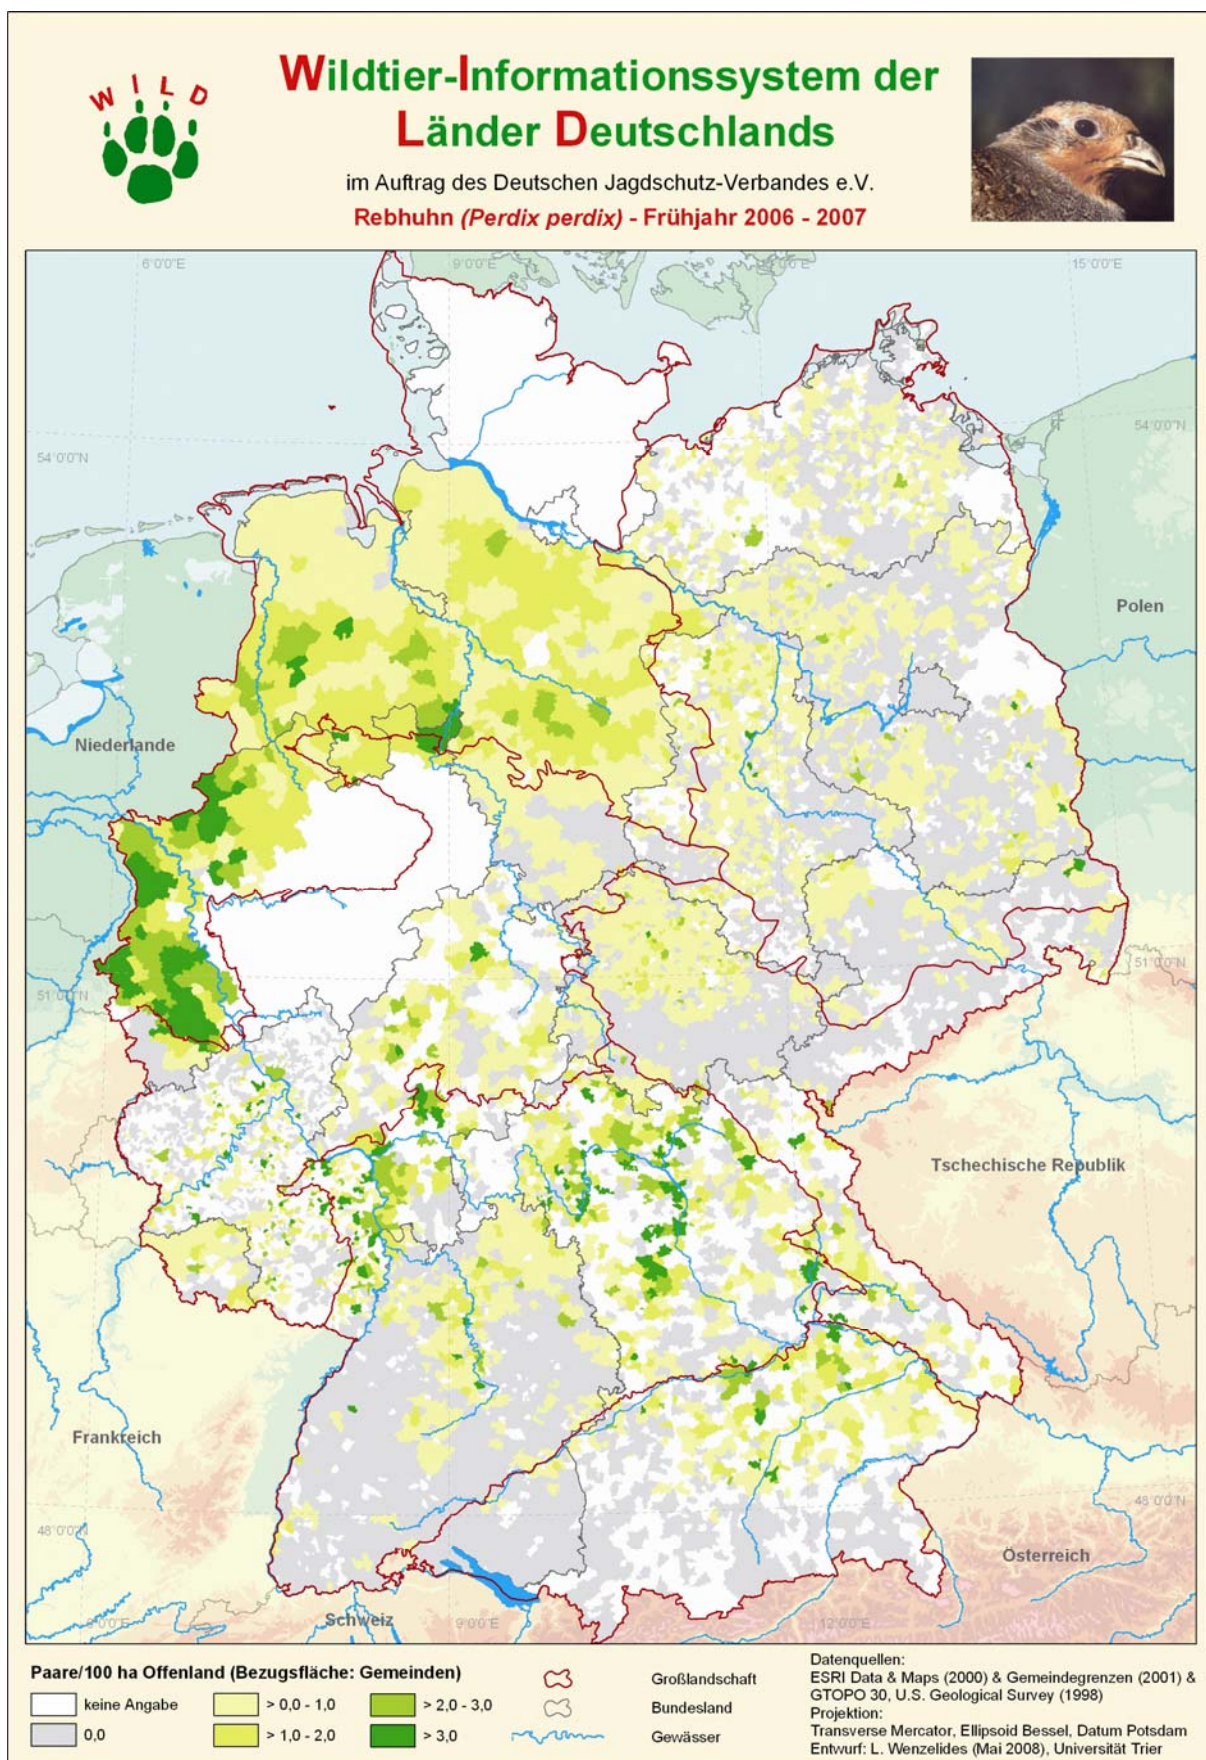 WILD
Wildtier-Informationssystem der
Länder Deutschlands
im Auftrag des Deutschen Jagdschutz-Verbandes e.V.
Rebhuhn (Perdix perdix) - Frühjahr 2006 - 2007
6°0'0"E
9°0'0"E
15°0'0"E
54°0'0"N
54°0'0"N
Polen
Niederlande
51°0'0"N
51°0'0"N
Tschechische Republik
Frankreich
48°0'0"N
48°0'0"N
Österreich
Schweiz
9°0'0"E
12°0'0"E
Paare/100 ha Offenland (Bezugsfläche: Gemeinden)
keine Angabe
> 0,0 - 1,0
> 2,0 - 3,0
0,0
> 1,0 - 2,0
> 3,0
Großlandschaft
Bundesland
Gewässer
Datenquellen:
ESRI Data & Maps (2000) & Gemeindegrenzen (2001) &
GTOPO 30, U.S. Geological Survey (1998)
Projektion:
Transverse Mercator, Ellipsoid Bessel, Datum Potsdam
Entwurf: L. Wenzelides (Mai 2008), Universität Trier